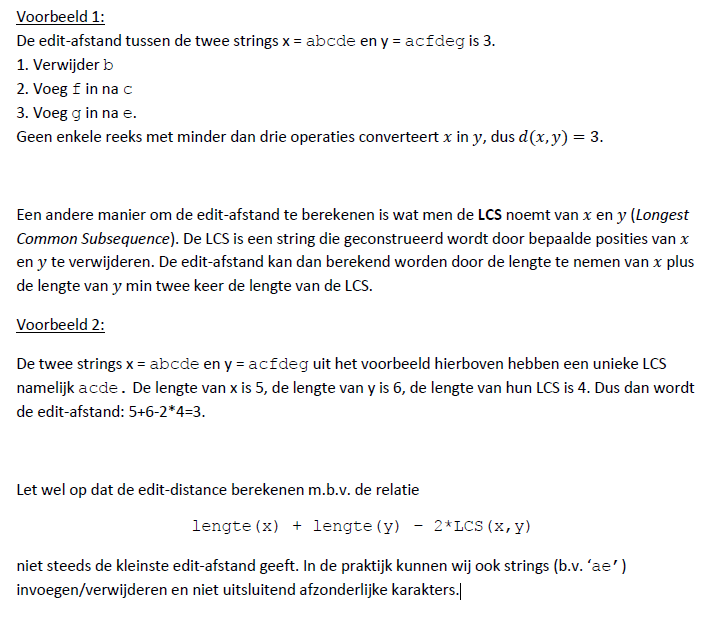 Voorbeeld 1:
De edit-afstand tussen de twee strings x = abcde en y = acfdeg is 3.
1. Verwijder b
2. Voeg f in na c
3. Voeg g in na e.
Geen enkele reeks met minder dan drie operaties converteert x in y, dus d(x,y) = 3.
Een andere manier om de edit-afstand te berekenen is wat men de LCS noemt van x en y (Longest
Common Subsequence). De LCS is een string die geconstrueerd wordt door bepaalde posities van x
en y te verwijderen. De edit-afstand kan dan berekend worden door de lengte te nemen van x plus
de lengte van y min twee keer de lengte van de LCS.
Voorbeeld 2:
De twee strings x = abcde en y = acfdeg uit het voorbeeld hierboven hebben een unieke LCS
namelijk acde. De lengte van x is 5, de lengte van y is 6, de lengte van hun LCS is 4. Dus dan wordt
de edit-afstand: 5+6-2*4=3.
Let wel op dat de edit-distance berekenen m.b.v. de relatie
lengte(x) + lengte(y) - 2*LCS(x,y)
niet steeds de kleinste edit-afstand geeft. In de praktijk kunnen wij ook strings (b.v. ‘ae’)
invoegen/verwijderen en niet uitsluitend afzonderlijke karakters.